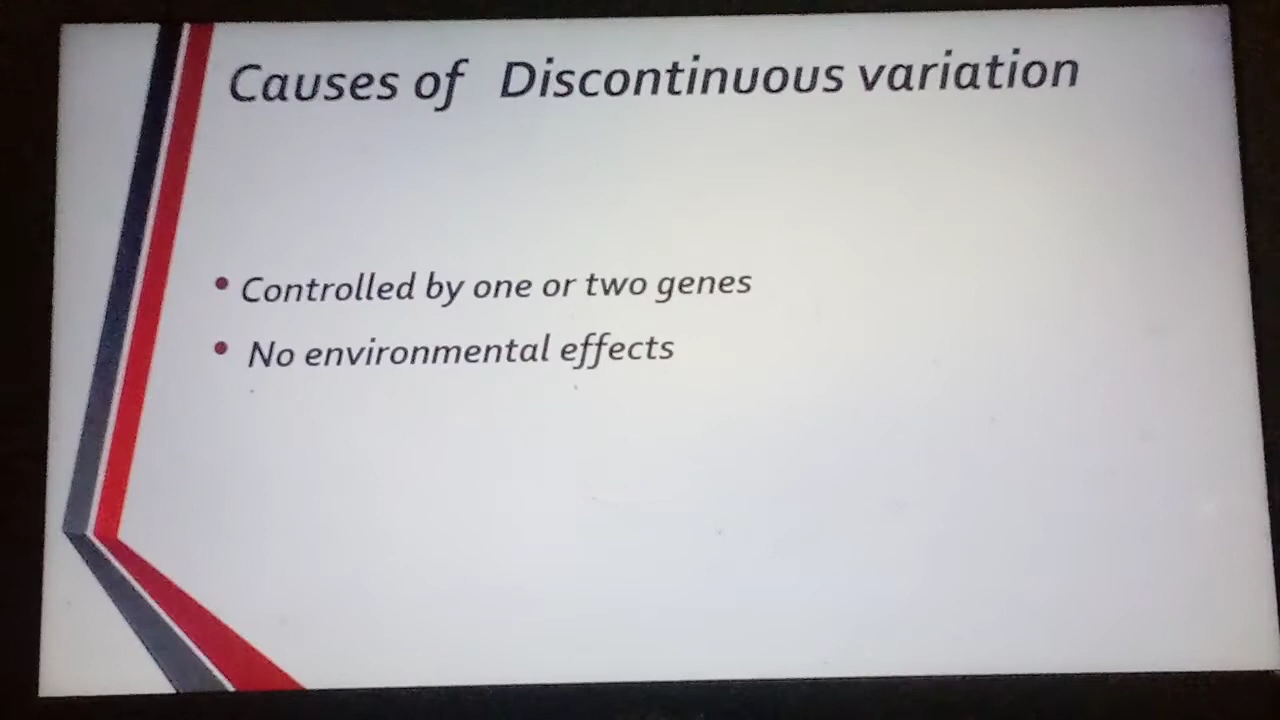 Causes of Discontinuous variation
• Controlled by one or two genes
• No environmental effects